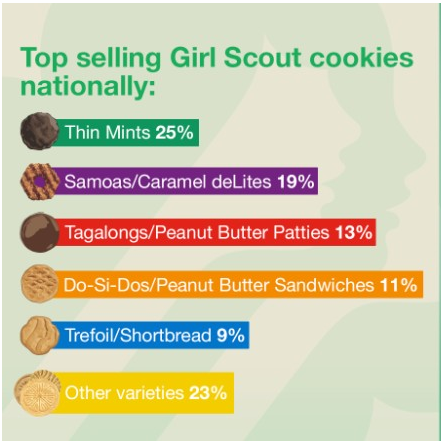 Top selling Girl Scout cookies
nationally:
Thin Mints 25%
Samoas/Caramel deLites 19%
Tagalongs/Peanut Butter Patties 13%
Do-Si-Dos/Peanut Butter Sandwiches 11%
Trefoil/Shortbread 9%
Other varieties 23%